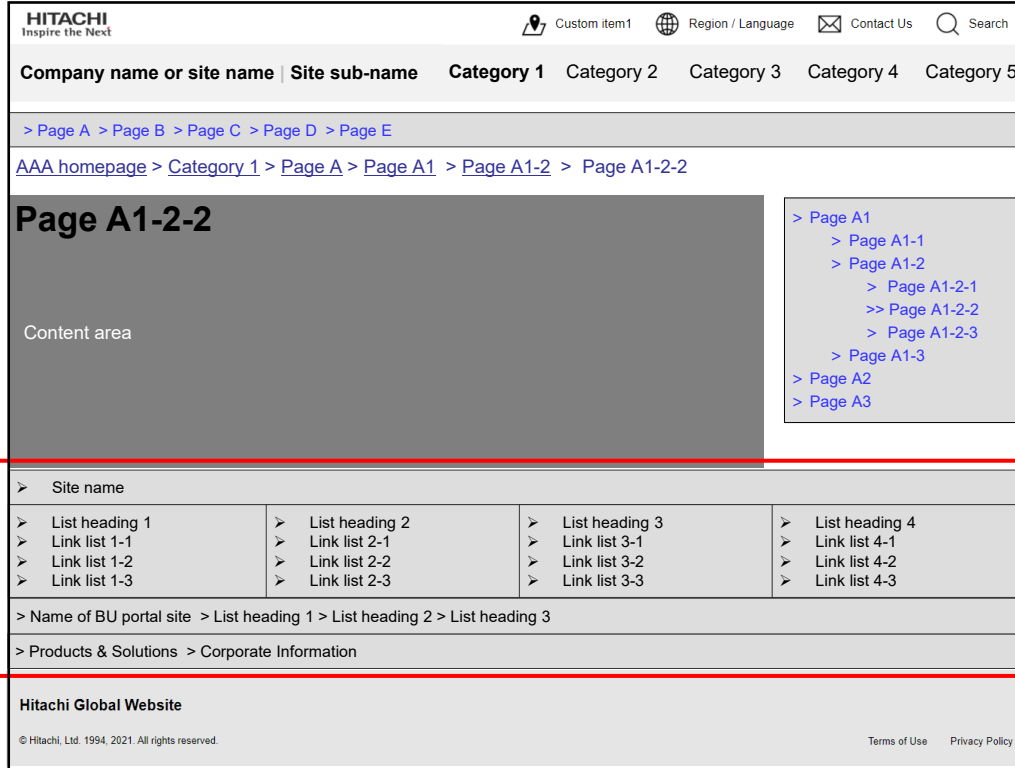 HITACHI
Inspire the Next
Custom item1 Region / Language Contact Us Search
Company name or site name | Site sub-name Category 1 Category 2 Category 3 Category 4 Category 5
> Page A > Page B > Page C > Page D > Page E
AAA homepage > Category 1 > Page A > Page A1 > Page A1-2 > Page A1-2-2
Page A1-2-2
Content area
> Page A1
> Page A1-1
> Page A1-2
> Page A1-2-1
>> Page A1-2-2
> Page A1-2-3
> Page A1-3
> Page A2
> Page A3
➢ Site name
➢ List heading 1
➢ Link list 1-1
➢ Link list 1-2
➢ Link list 1-3
➢ List heading 2
➢ Link list 2-1
➢ Link list 2-2
➢ Link list 2-3
➢ List heading 3
➢ Link list 3-1
➢ Link list 3-2
➢ Link list 3-3
➢ List heading 4
➢ Link list 4-1
➢ Link list 4-2
➢ Link list 4-3
> Name of BU portal site > List heading 1 > List heading 2 > List heading 3
> Products & Solutions > Corporate Information
Hitachi Global Website
© Hitachi, Ltd. 1994, 2021. All rights reserved. Terms of Use Privacy Policy